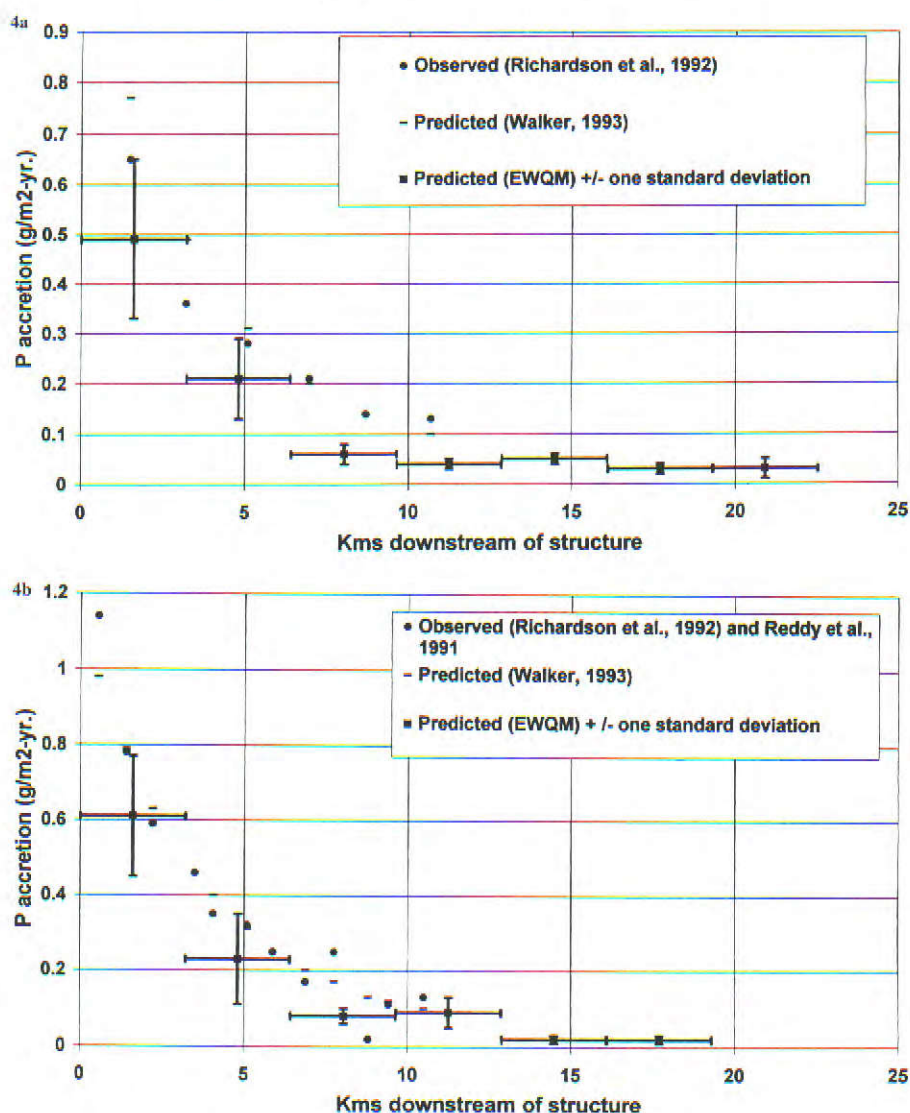 4a
0.9
0.8
0.7
0.6
0.5
0.4
0.3
0.2
0.1
0
P accretion (g/m2-yr.)
Observed (Richardson et al., 1992)
Predicted (Walker, 1993)
Predicted (EWQM) +/- one standard deviation
0 5 10 15 20 25
Kms downstream of structure
4b
1.2
1
0.8
0.6
0.4
0.2
0
P accretion (g/m2-yr.)
Observed (Richardson et al., 1992) and Reddy et al.,
1991
Predicted (Walker, 1993)
Predicted (EWQM) + /- one standard deviation
0 5 10 15 20 25
Kms downstream of structure